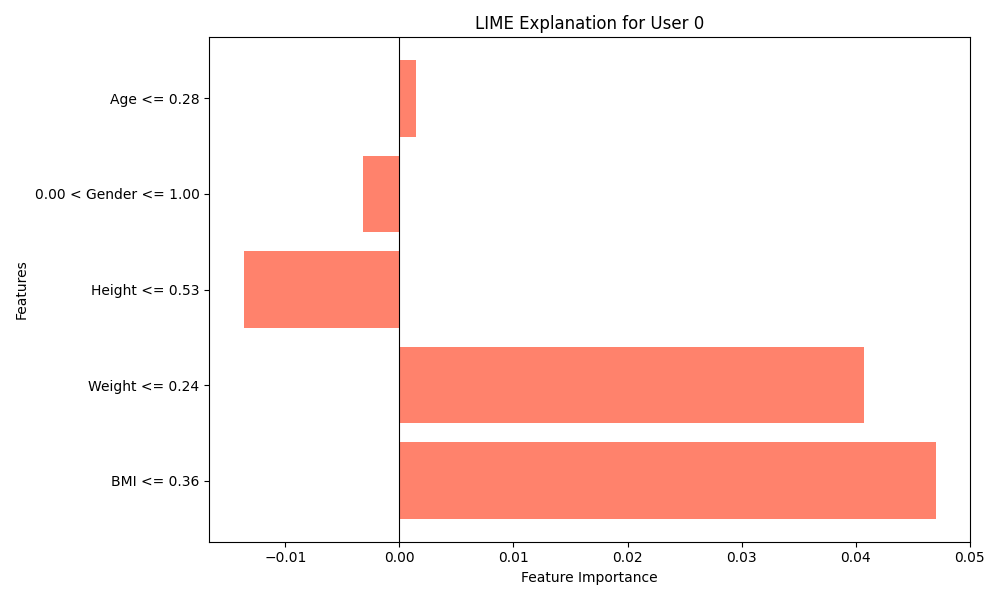 LIME Explanation for User 0
Age <= 0.28
0.00 < Gender <= 1.00
Height <= 0.53
Weight <= 0.24
BMI <= 0.36
Features
−0.01 0.00 0.01 0.02 0.03 0.04 0.05
Feature Importance